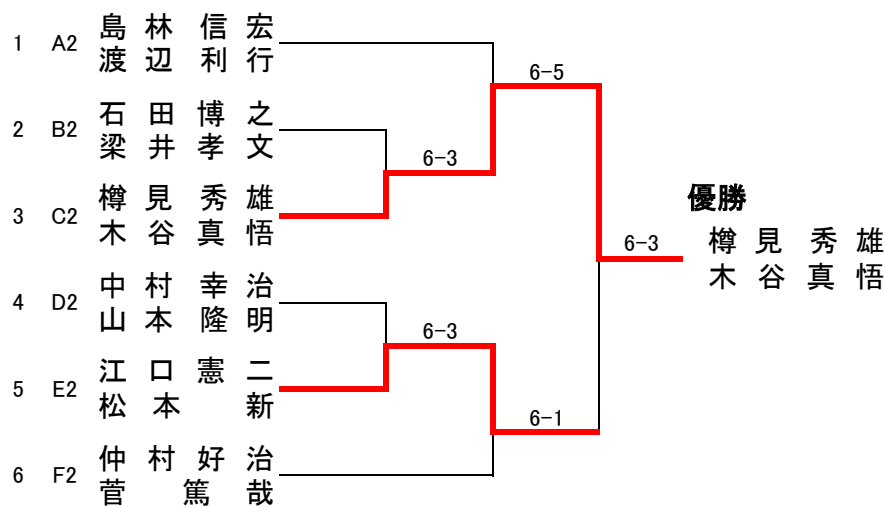 島林信宏
1 A2
渡辺利行
6-5
石田博之
2 B2
梁井孝文
6-3
樽見秀雄
3 C2
木谷真悟
優勝
樽見秀雄
6-3
木谷真悟
中村幸治
4 D2
山本隆明
6-3
江口憲二
5 E2
松本新
6-1
仲村好治
6 F2
菅篤哉